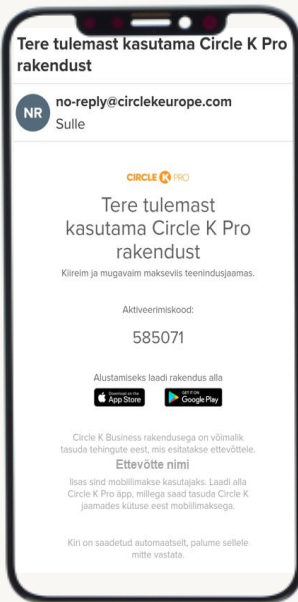 Tere tulemast kasutama Circle K Pro
rakendust
NR
no-reply@circlekeurope.com
Sulle
CIRCLE K PRO
Tere tulemast
kasutama Circle K Pro
rakendust
Kiireim ja mugavaim makseviis teenindusjaamas.
Aktiveerimiskood:
585071
Alustamiseks laadi rakendus alla
Download on the
App Store
GET IT ON
Google Play
Circle K Business rakendusega on võimalik
tasuda tehingute eest, mis esitatakse ettevõttele.
Ettevõtte nimi
lisas sind mobiilimakse kasutajaks. Laadi alla
Circle K Pro äpp, millega saad tasuda Circle K
jaamades kütuse eest mobiilimaksega.
Kiri on saadetud automaatselt, palume sellele
mitte vastata.